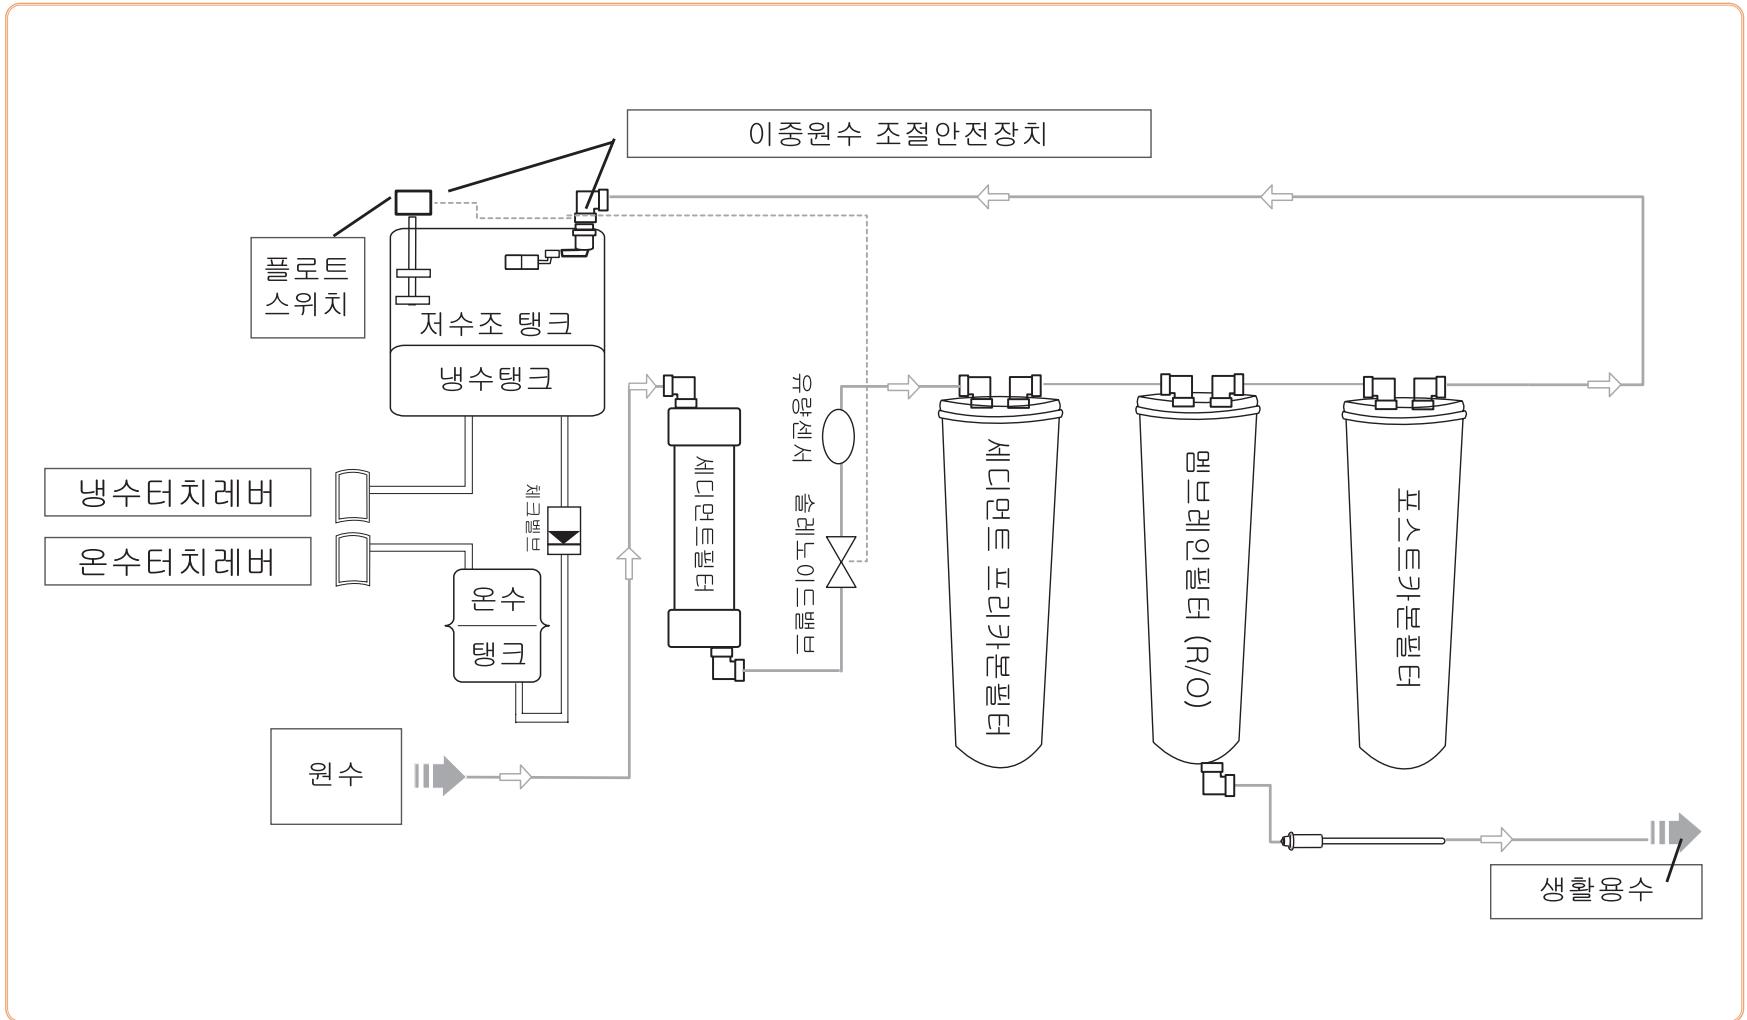 이중원수 조절안전장치
플로트
스위치
저수조 탱크
냉수탱크
냉수터치레버
온수터치레버
체크밸브
온수
탱크
원수
세디먼트필터
유량센서
솔레노이드밸브
세디먼트 프리카본필터
멤브레인필터 (R/O)
포스트카본필터
생활용수